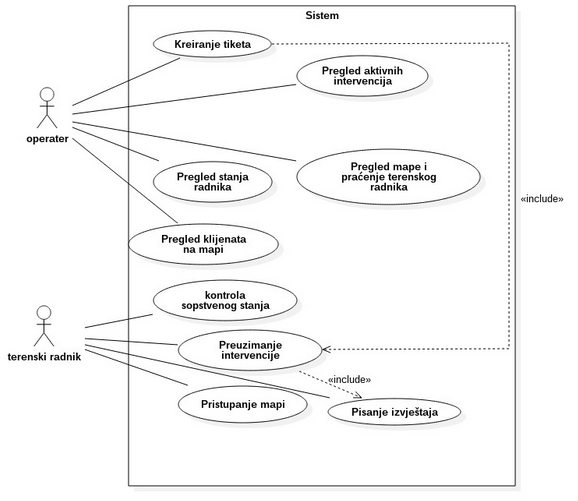 Sistem
Kreiranje tiketa
Pregled aktivnih
intervencija
operater
Pregled stanja
radnika
Pregled mape i
praćenje terenskog
radnika
«include»
Pregled klijenata
na mapi
kontrola
sopstvenog stanja
terenski radnik
Preuzimanje
intervencije
«include»
Pristupanje mapi
Pisanje izvještaja